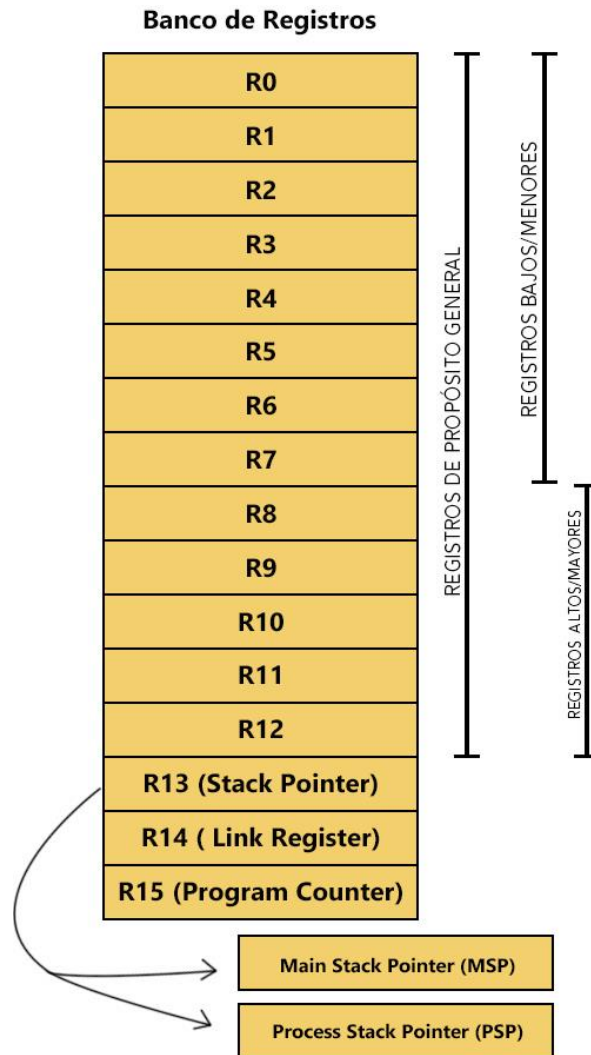 Banco de Registros
R0
R1
R2
R3
R4
R5
R6
R7
R8
R9
R10
R11
R12
R13 (Stack Pointer)
R14 ( Link Register)
R15 (Program Counter)
REGISTROS DE PROPÓSITO GENERAL
REGISTROS BAJOS/MENORES
REGISTROS ALTOS/MAYORES
Main Stack Pointer (MSP)
Process Stack Pointer (PSP)